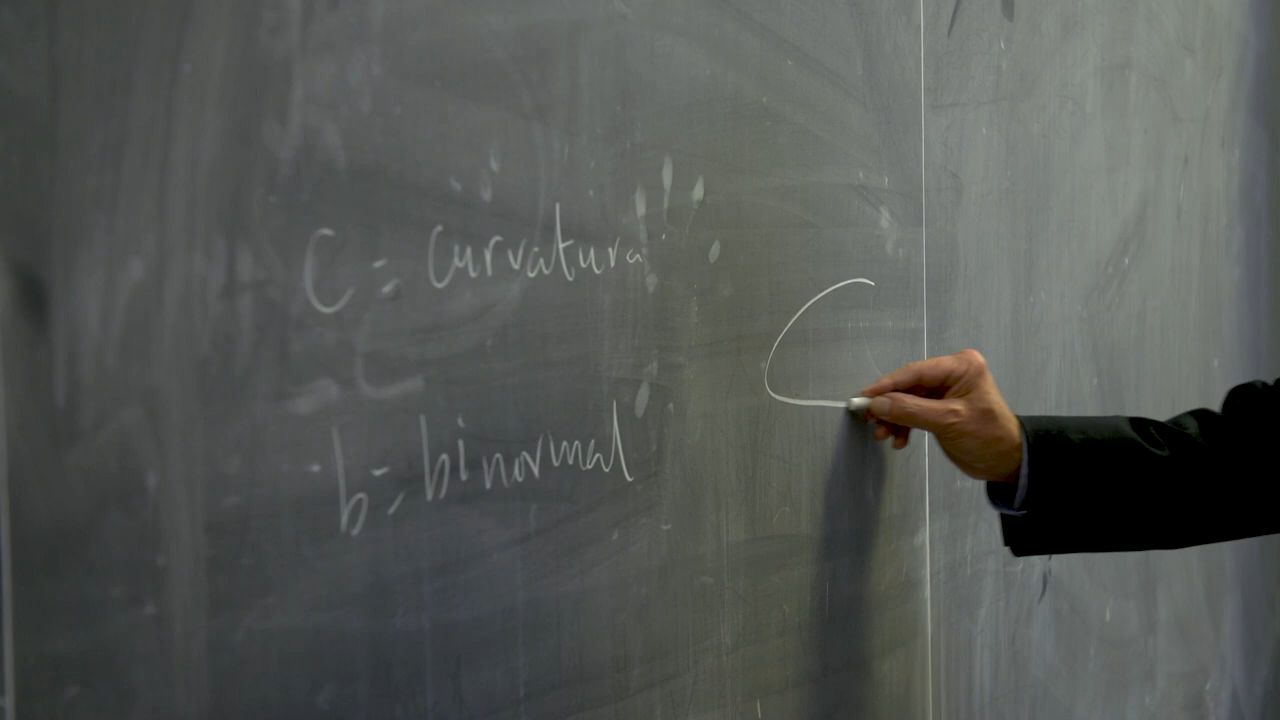 C = Curvatura
b = binormal
C